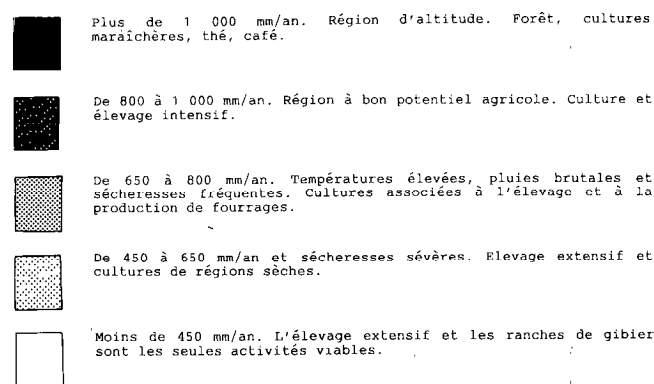 Plus de 1 000 mm/an. Région d'altitude. Forêt, cultures
maraîchères, thé, café.
De 800 à 1 000 mm/an. Région à bon potentiel agricole. Culture et
élevage intensif.
De 650 à 800 mm/an. Températures élevées, pluies brutales et
sécheresses fréquentes. Cultures associées à l'élevage et à la
production de fourrages.
De 450 à 650 mm/an et sécheresses sévères. Elevage extensif et
cultures de régions sèches.
Moins de 450 mm/an. L'élevage extensif et les ranches de gibier
sont les seules activités viables.